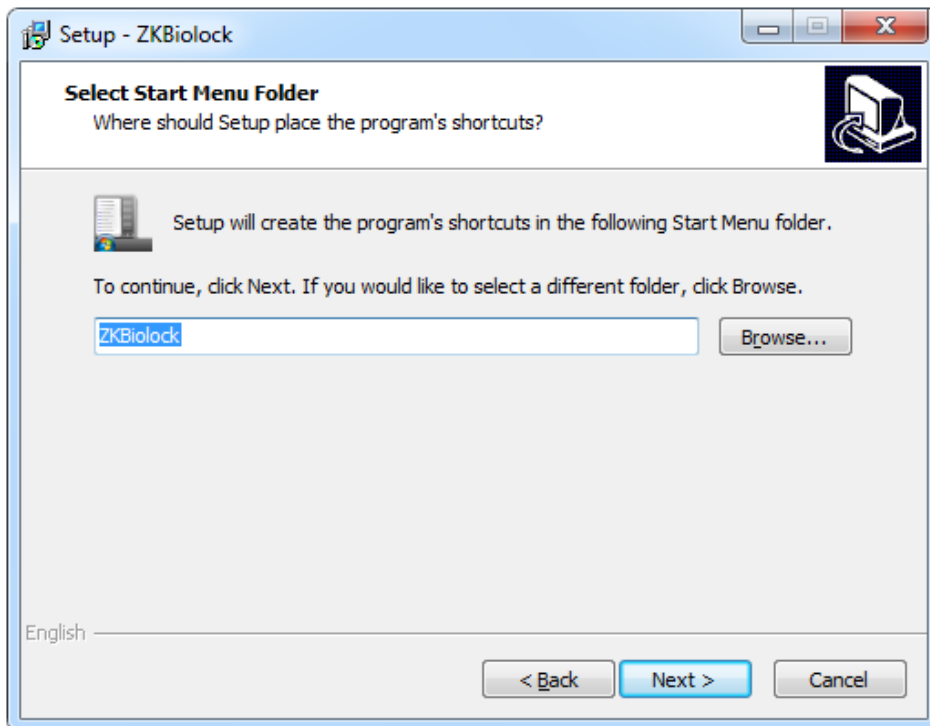 Setup - ZKBiolock
Select Start Menu Folder
Where should Setup place the program's shortcuts?
Setup will create the program's shortcuts in the following Start Menu folder.
To continue, click Next. If you would like to select a different folder, click Browse.
ZKBiolock
Browse...
English
< Back
Next >
Cancel